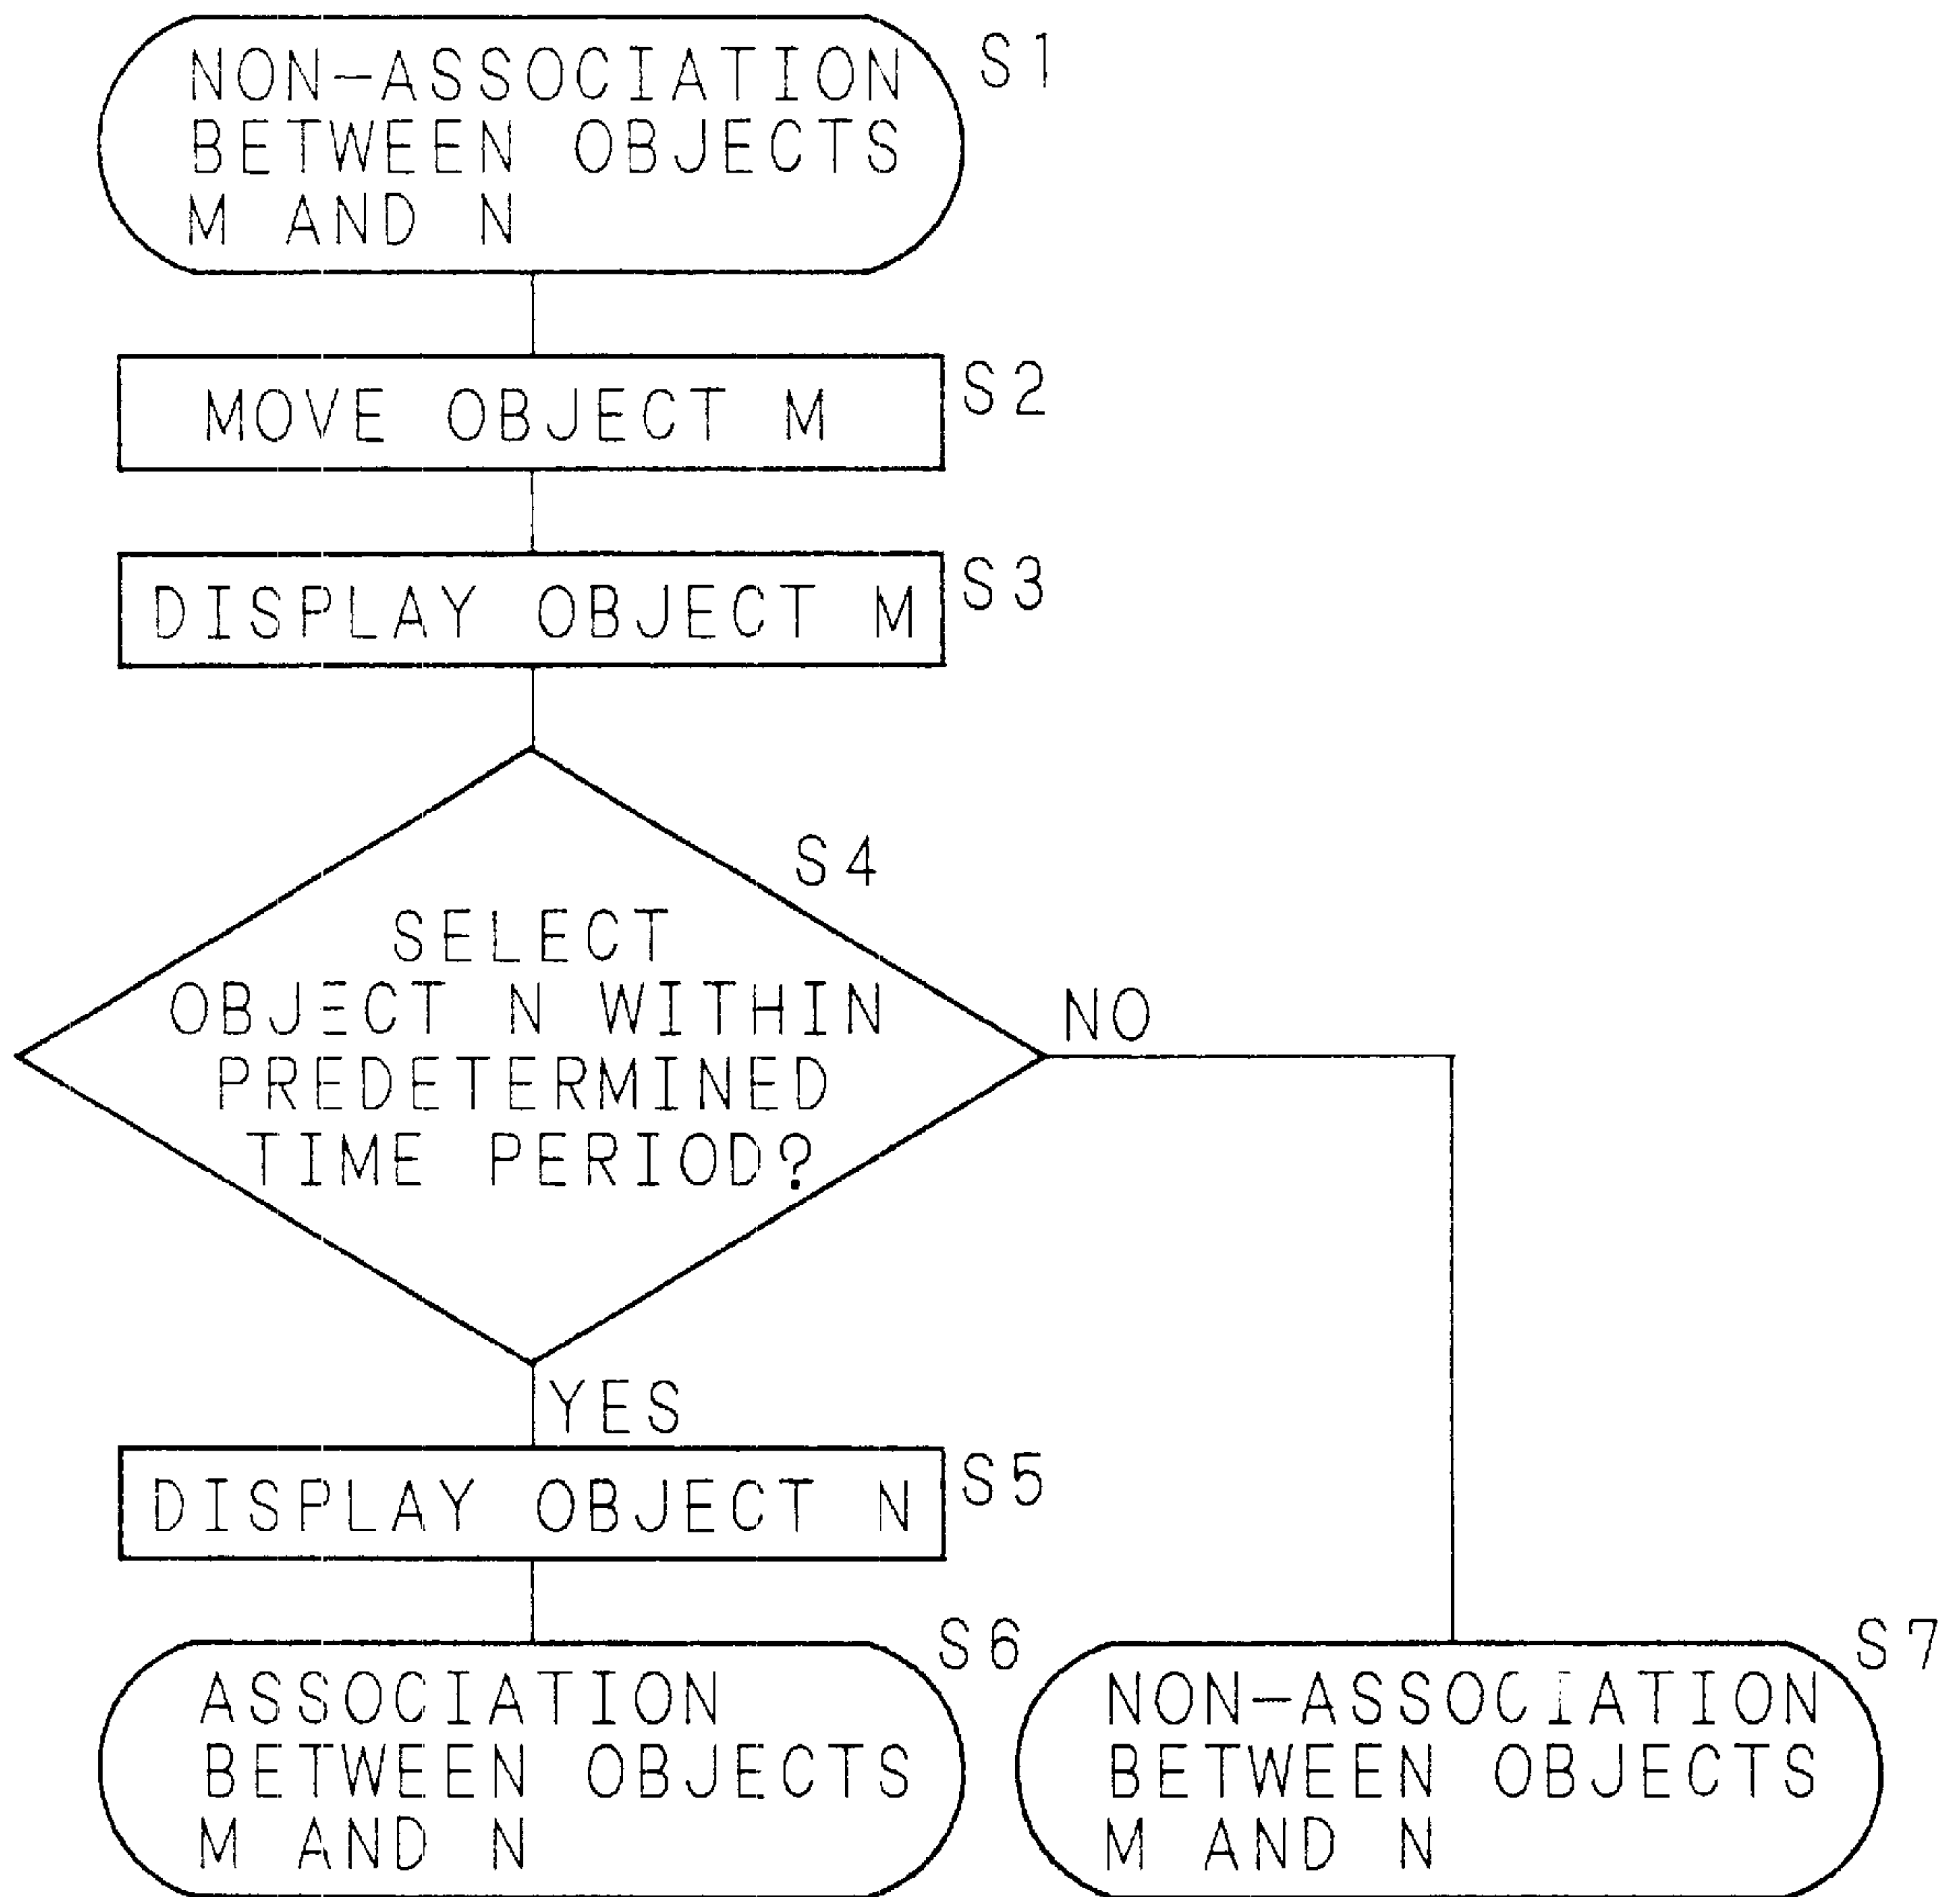 NON-ASSOCIATION
BETWEEN OBJECTS
M AND N
S1
MOVE OBJECT M
S2
DISPLAY OBJECT M
S3
S4
SELECT
OBJECT N WITHIN
PREDETERMINED
TIME PERIOD?
NO
YES
DISPLAY OBJECT N
S5
ASSOCIATION
BETWEEN OBJECTS
M AND N
S6
NON-ASSOCIATION
BETWEEN OBJECTS
M AND N
S7